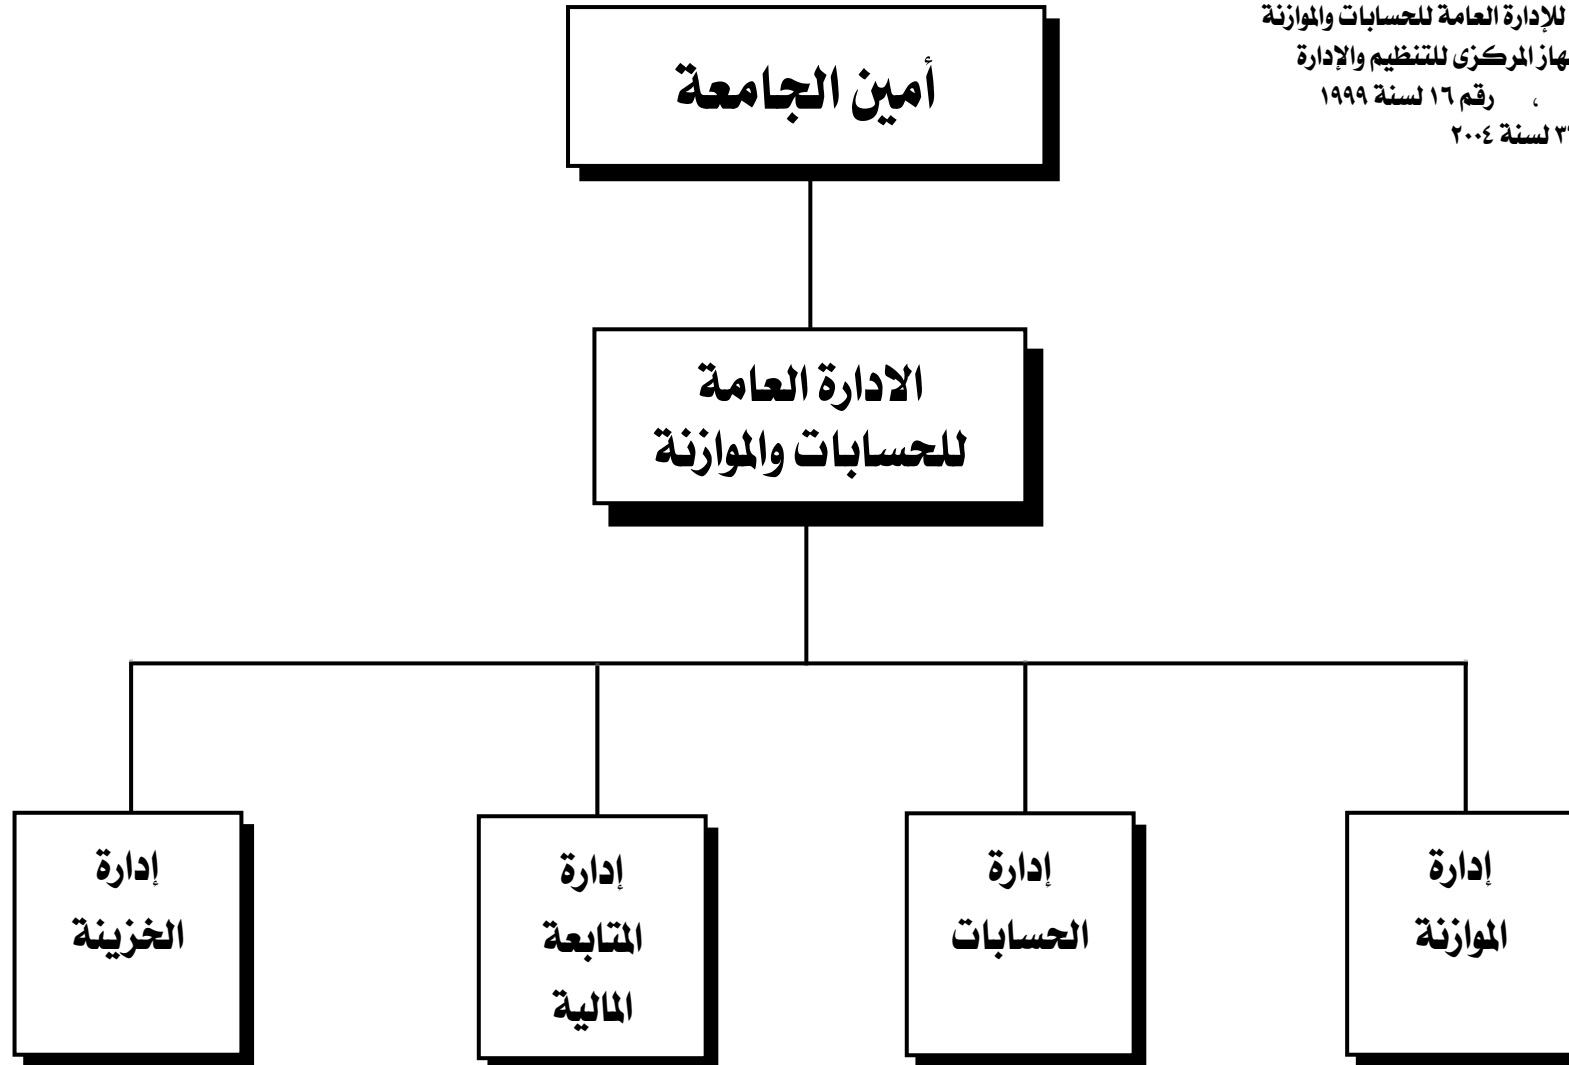 للإدارة العامة للحسابات والموازنة
المركزى للتنظيم والإدارة
، رقم ١٦ لسنة ١٩٩٩
لسنة ٢٠٠٤
أمين الجامعة
الادارة العامة
للحسابات والموازنة
إدارة
الموازنة
إدارة
الحسابات
إدارة
المتابعة
المالية
إدارة
الخزينة